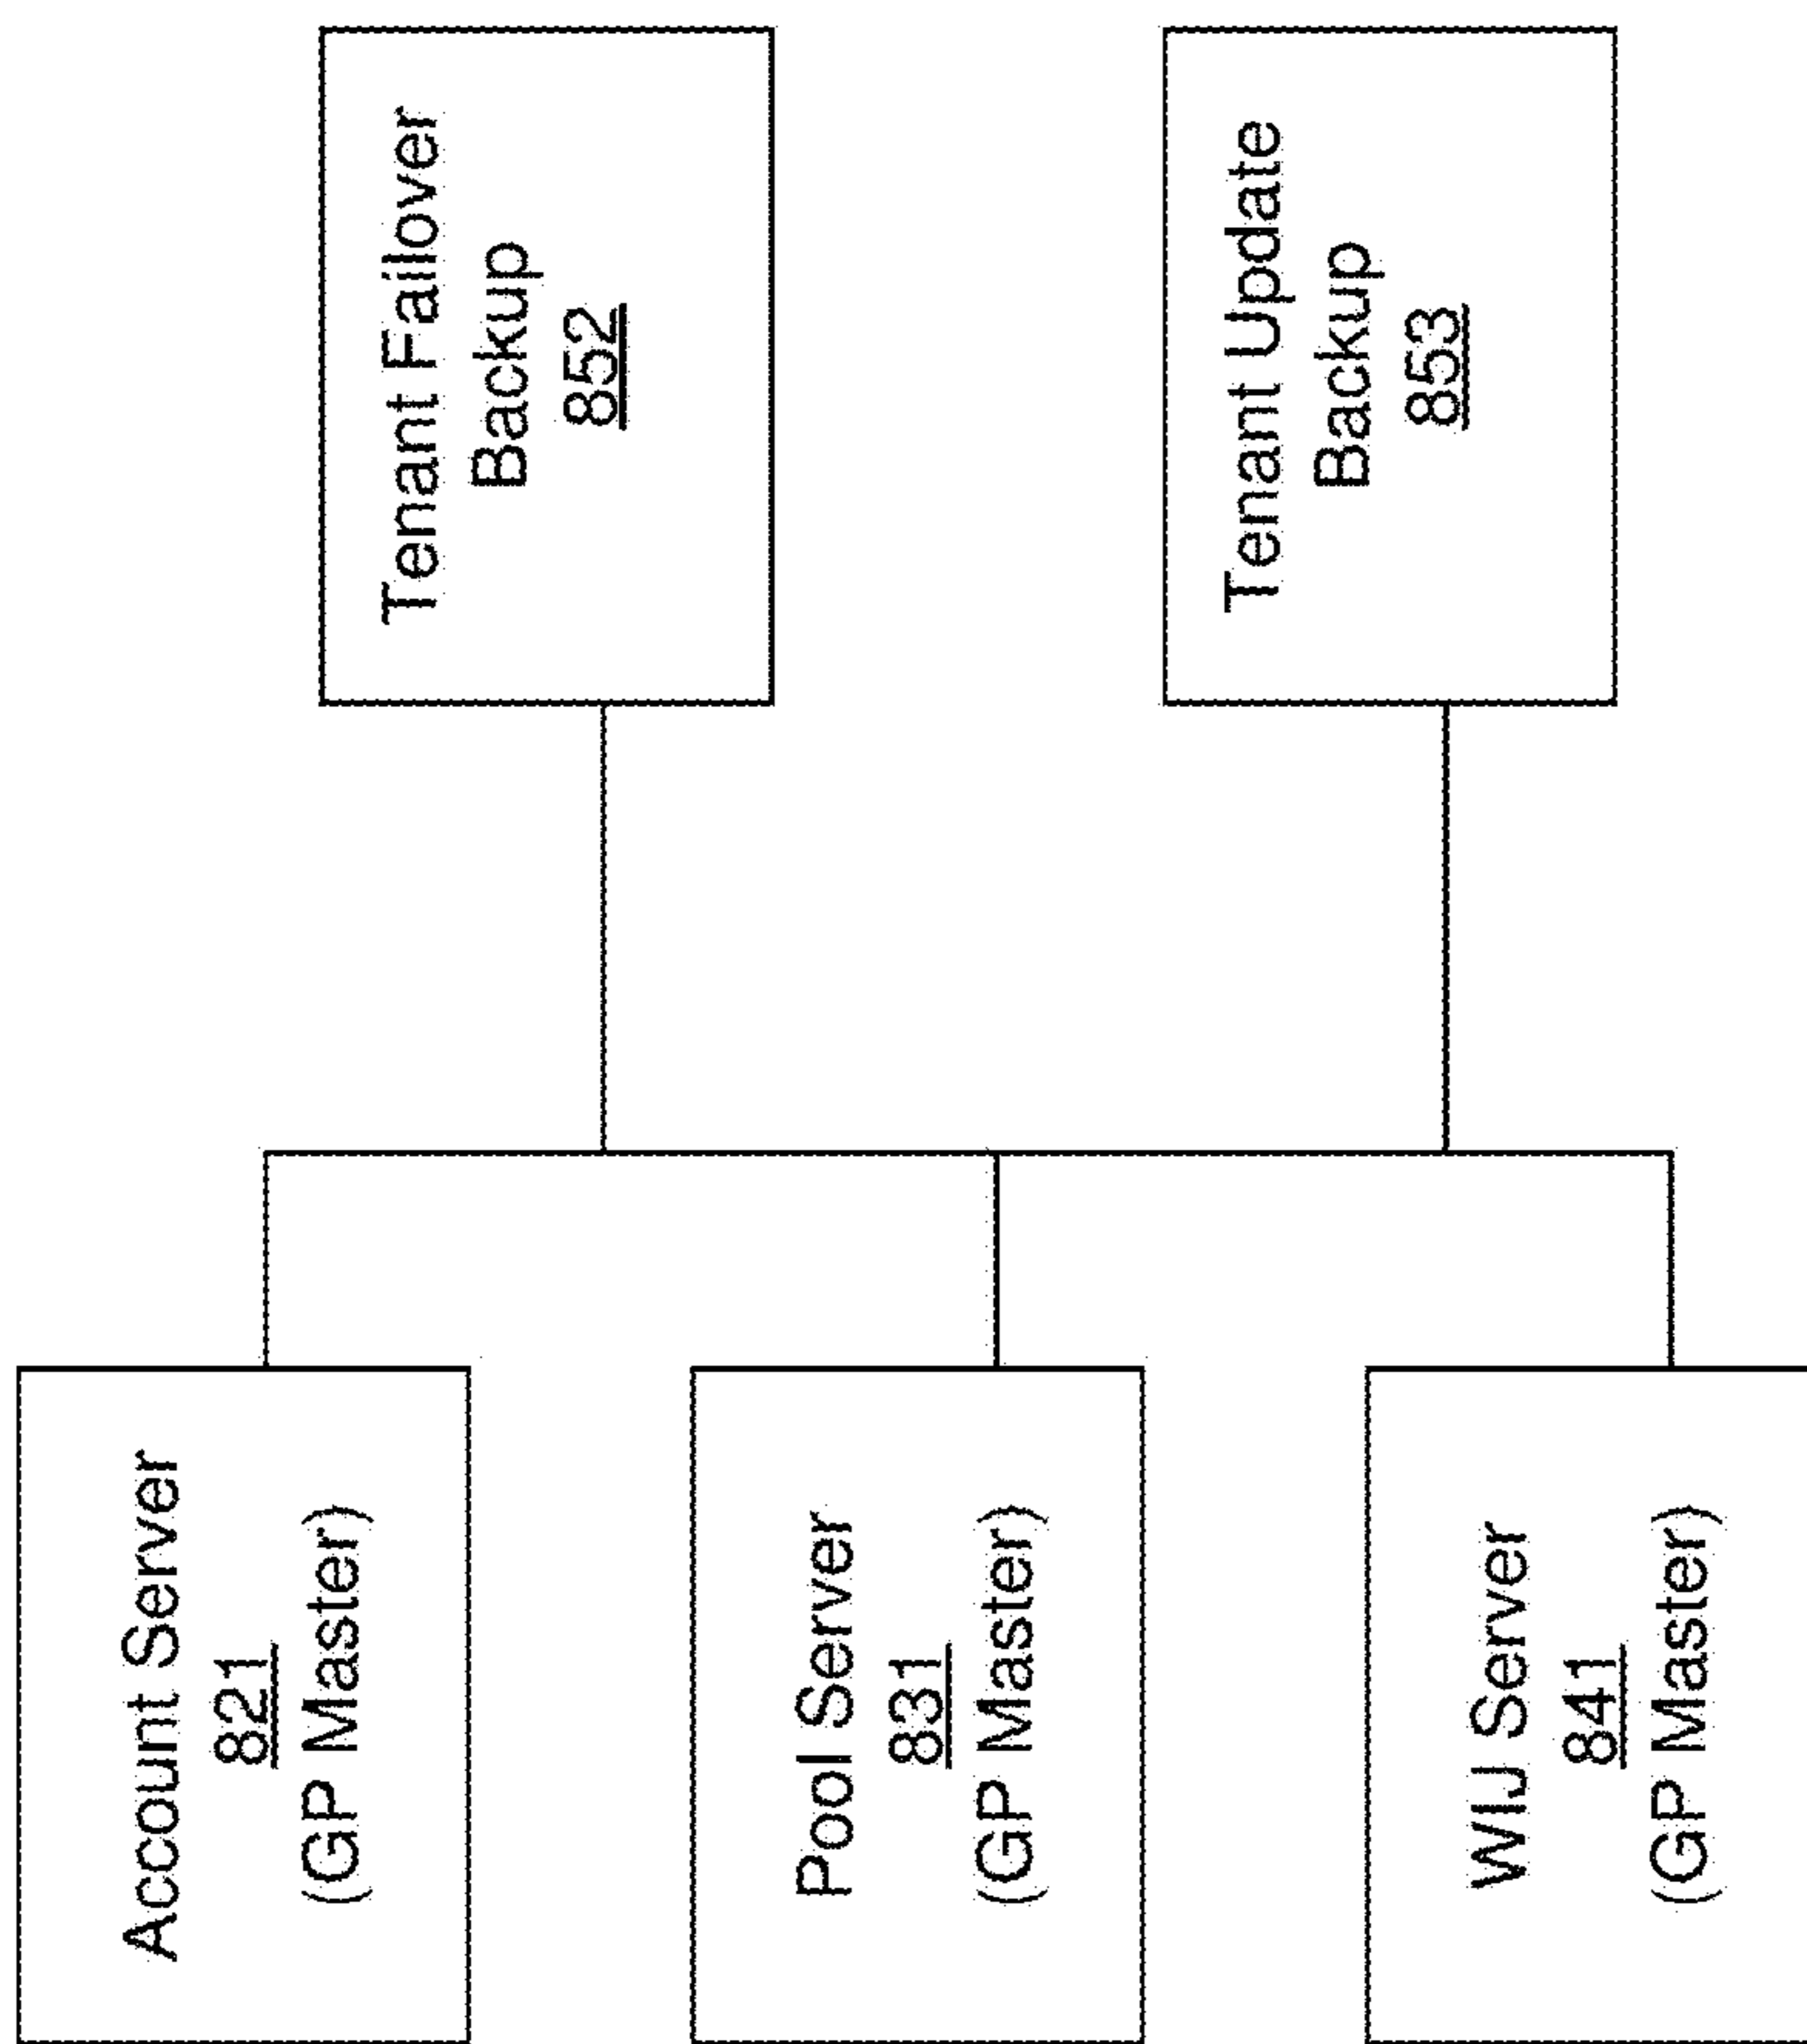 Account Server
821
(GP Master)
Pool Server
831
(GP Master)
WIJ Server
841
(GP Master)
Tenant Failover
Backup
852
Tenant Update
Backup
853